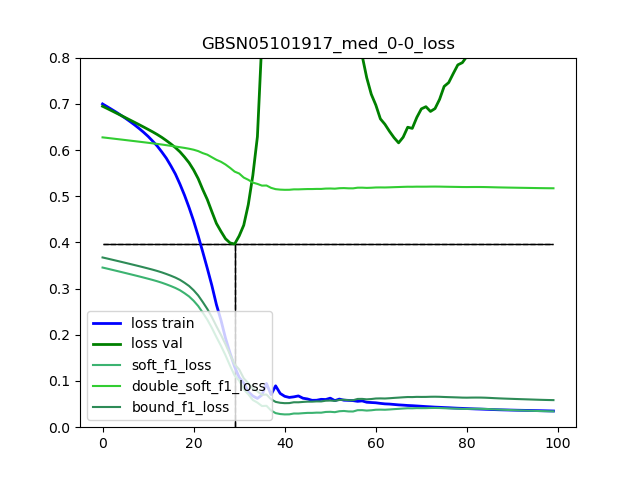 GBSN05101917_med_0-0_loss
0.8
0.7
0.6
0.5
0.4
0.3
0.2
0.1
0.0
loss train
loss val
soft_f1_loss
double_soft_f1_loss
bound_f1_loss
0 20 40 60 80 100